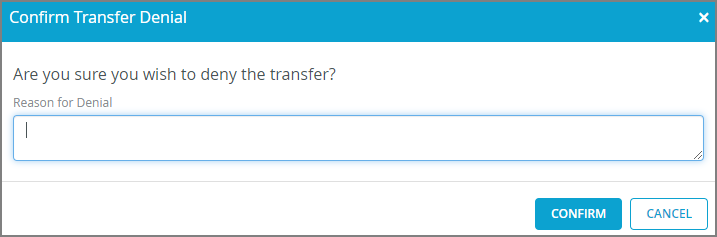 Confirm Transfer Denial
Are you sure you wish to deny the transfer?
Reason for Denial
CONFIRM
CANCEL